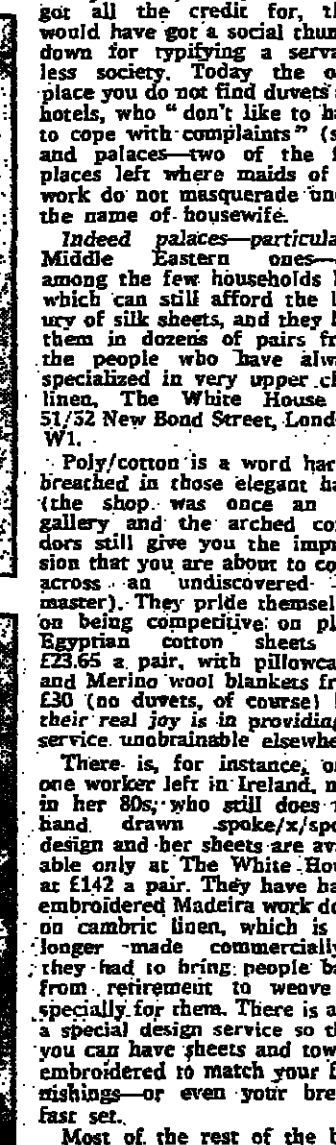 got all the credit for, th
would have got a social thum
down for typifying a serva
less society. Today the o
place you do not find duvets
hotels, who “ don't like to ha
to cope with complaints ” (s
and palaces—two of the f
places left where maids of
work do not masquerade und
the name of housewife.
Indeed palaces—particula
Middle Eastern ones—
among the few households l
which can still afford the l
ury of silk sheets, and they b
them in dozens of pairs fr
the people who have alw
specialized in very upper cl
linen, The White House
51/52 New Bond Street, Lond
W1.
Poly/cotton is a word har
breathed in those elegant ha
(the shop was once an
gallery and the arched co
dors still give you the impr
sion that you are about to co
across an undiscovered
master). They pride themsel
on being competitive on pl
Egyptian cotton sheets
£23.65 a pair, with pillowca
and Merino wool blankets fr
£30 (no duvets, of course)
their real joy is in providing
service unobrainable elsewhe
There is, for instance, on
one worker left in Ireland, n
in her 80s, who still does t
hand drawn spoke/x/spo
design and her sheets are av
able only at The White Hou
at £142 a pair. They have ha
embroidered Madeira work do
on cambric linen, which is
longer made commercially
they had to bring people b
from retirement to weave
specially for them. There is a
a special design service so th
you can have sheets and tow
embroidered to match your f
nishings—or even your brea
fast set.
Most of the rest of the b